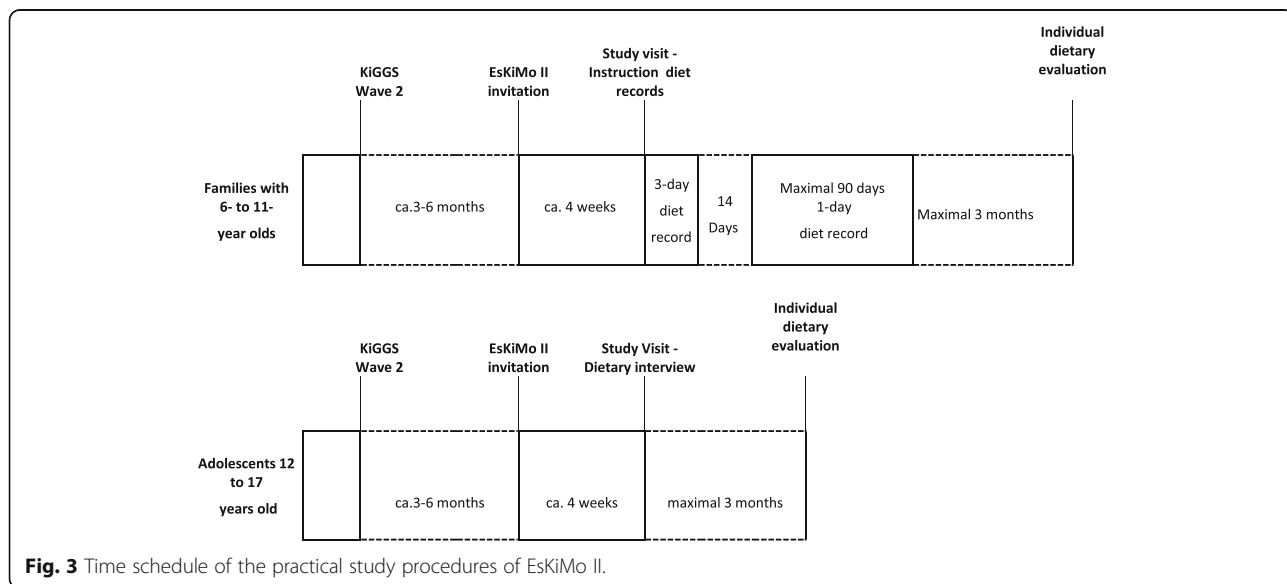 Individual
dietary
evaluation
Study visit -
Instruction diet
records
KiGGS
Wave 2
EsKiMo II
invitation
Families with
6- to 11-
year olds
ca.3-6 months
ca. 4 weeks
3-day
diet
record
14
Days
Maximal 90 days
1-day
diet record
Maximal 3 months
Individual
dietary
evaluation
KiGGS
Wave 2
EsKiMo II
invitation
Study Visit -
Dietary interview
Adolescents 12
to 17
years old
ca.3-6 months
ca. 4 weeks
maximal 3 months
Fig. 3 Time schedule of the practical study procedures of EsKiMo II.